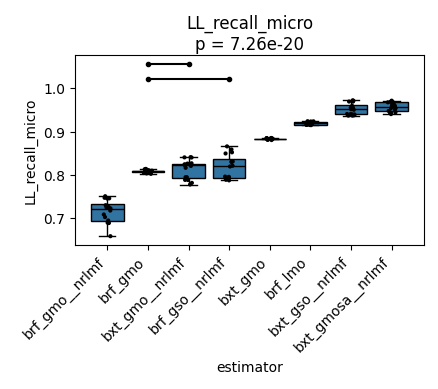 LL_recall_micro
p = 7.26e-20
LL_recall_micro
1.0
0.9
0.8
0.7
brf_gmo__nrlmf
brf_gmo
bxt_gmo__nrlmf
brf_gso__nrlmf
bxt_gmo
brf_lmo
bxt_gso__nrlmf
bxt_gmosa__nrlmf
estimator